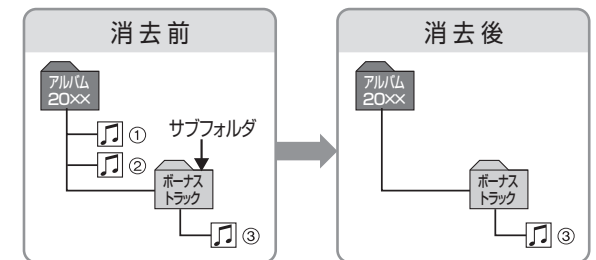 消去前
アルバム
20××
①
サブフォルダ
②
ボーナス
トラック
③
消去後
アルバム
20××
ボーナス
トラック
③